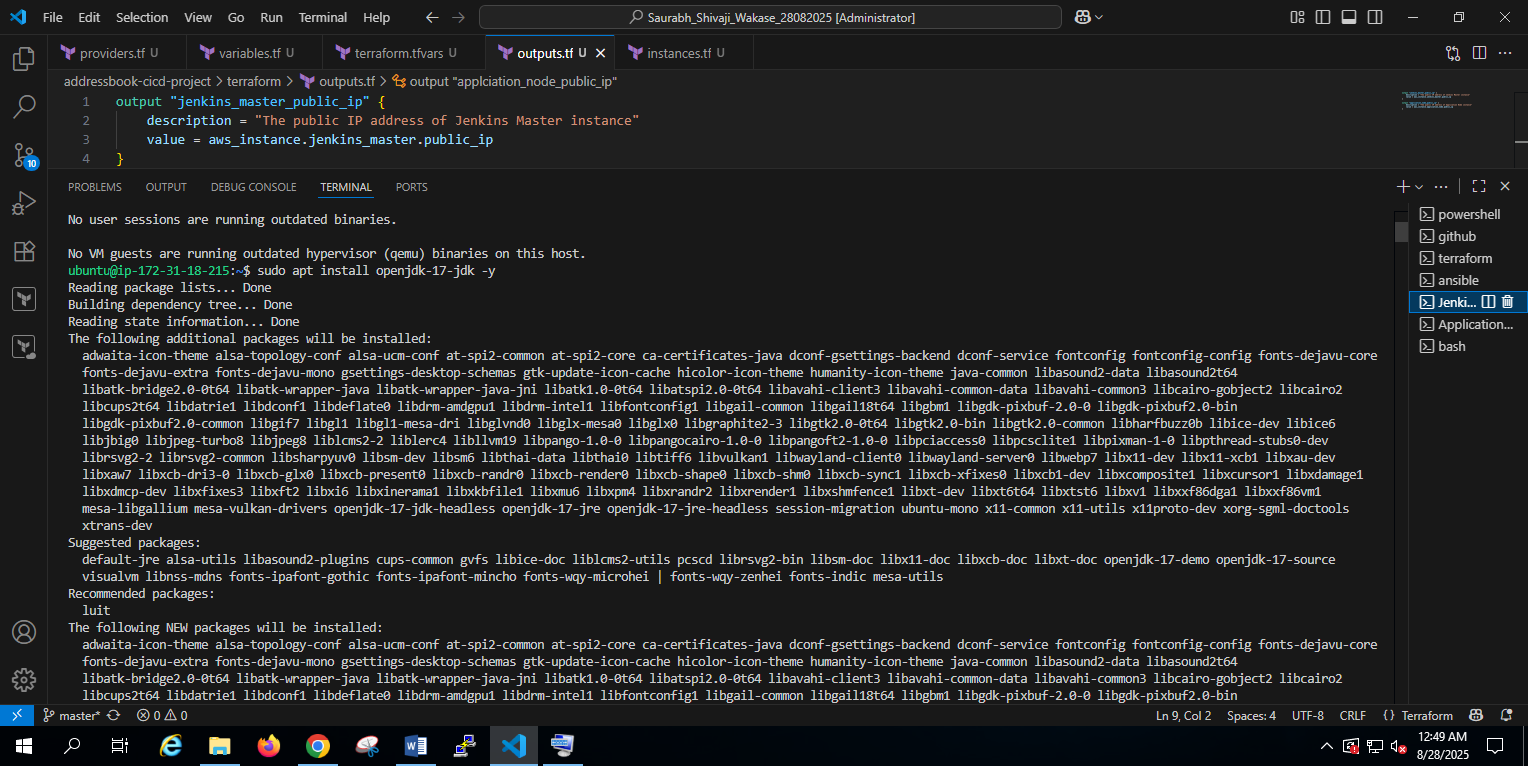 File Edit Selection View Go Run Terminal Help
Saurabh_Shivaji_Wakase_28082025 [Administrator]
providers.tf U
variables.tf U
terraform.tfvars U
outputs.tf U
instances.tf U
addressbook-cicd-project > terraform > outputs.tf > output "applciation_node_public_ip"
1 output "jenkins_master_public_ip" {
2 description = "The public IP address of Jenkins Master instance"
3 value = aws_instance.jenkins_master.public_ip
4 }
10
PROBLEMS OUTPUT DEBUG CONSOLE TERMINAL PORTS
No user sessions are running outdated binaries.
No VM guests are running outdated hypervisor (qemu) binaries on this host.
ubuntu@ip-172-31-18-215:~$ sudo apt install openjdk-17-jdk -y
Reading package lists... Done
Building dependency tree... Done
Reading state information... Done
The following additional packages will be installed:
adwaita-icon-theme alsa-topology-conf alsa-ucm-conf at-spi2-common at-spi2-core ca-certificates-java dconf-gsettings-backend dconf-service fontconfig fontconfig-config fonts-dejavu-core
fonts-dejavu-extra fonts-dejavu-mono gsettings-desktop-schemas gtk-update-icon-cache hicolor-icon-theme humanity-icon-theme java-common libasound2-data libasound2t64
libatk-bridge2.0-0t64 libatk-wrapper-java libatk-wrapper-java-jni libatk1.0-0t64 libatspi2.0-0t64 libavahi-client3 libavahi-common-data libavahi-common3 libcairo-gobject2 libcairo2
libcups2t64 libdatrie1 libdconf1 libdeflate0 libdrm-amdgpu1 libdrm-intel1 libfontconfig1 libgail-common libgail18t64 libgbm1 libgdk-pixbuf-2.0-0 libgdk-pixbuf2.0-bin
libgdk-pixbuf2.0-common libgif7 libgl1 libgl1-mesa-dri libglvnd0 libglx-mesa0 libglx0 libgraphite2-3 libgtk2.0-0t64 libgtk2.0-bin libgtk2.0-common libharfbuzz0b libice-dev libice6
libjbig0 libjpeg-turbo8 libjpeg8 liblcms2-2 liblerc4 libllvm19 libpango-1.0-0 libpangocairo-1.0-0 libpangoft2-1.0-0 libpciaccess0 libpcsclite1 libpixman-1-0 libpthread-stubs0-dev
librsvg2-2 librsvg2-common libsharpyuv0 libsm-dev libsm6 libthai-data libthai0 libtiff6 libvulkan1 libwayland-client0 libwayland-server0 libwebp7 libx11-dev libx11-xcb1 libxau-dev
libxaw7 libxcb-dri3-0 libxcb-glx0 libxcb-present0 libxcb-randr0 libxcb-render0 libxcb-shape0 libxcb-shm0 libxcb-sync1 libxcb-xfixes0 libxcb1-dev libxcomposite1 libxcursor1 libxdamage1
libxdmcp-dev libxfixes3 libxft2 libxi6 libxinerama1 libxkbfile1 libxmu6 libxpm4 libxrandr2 libxrender1 libxshmfence1 libxt-dev libxt6t64 libxtst6 libxv1 libxxf86dga1 libxxf86vm1
mesa-libgallium mesa-vulkan-drivers openjdk-17-jdk-headless openjdk-17-jre openjdk-17-jre-headless session-migration ubuntu-mono x11-common x11-utils x11proto-dev xorg-sgml-doctools
xtrans-dev
Suggested packages:
default-jre alsa-utils libasound2-plugins cups-common gvfs libice-doc liblcms2-utils pcscd librsvg2-bin libsm-doc libx11-doc libxcb-doc libxt-doc openjdk-17-demo openjdk-17-source
visualvm libnss-mdns fonts-ipafont-gothic fonts-ipafont-mincho fonts-wqy-microhei | fonts-wqy-zenhei fonts-indic mesa-utils
Recommended packages:
luit
The following NEW packages will be installed:
adwaita-icon-theme alsa-topology-conf alsa-ucm-conf at-spi2-common at-spi2-core ca-certificates-java dconf-gsettings-backend dconf-service fontconfig fontconfig-config fonts-dejavu-core
fonts-dejavu-extra fonts-dejavu-mono gsettings-desktop-schemas gtk-update-icon-cache hicolor-icon-theme humanity-icon-theme java-common libasound2-data libasound2t64
libatk-bridge2.0-0t64 libatk-wrapper-java libatk-wrapper-java-jni libatk1.0-0t64 libatspi2.0-0t64 libavahi-client3 libavahi-common-data libavahi-common3 libcairo-gobject2 libcairo2
libcups2t64 libdatrie1 libdconf1 libdeflate0 libdrm-amdgpu1 libdrm-intel1 libfontconfig1 libgail-common libgail18t64 libgbm1 libgdk-pixbuf-2.0-0 libgdk-pixbuf2.0-bin
powershell
github
terraform
ansible
Jenki...
Application...
bash
master* 0 0
Ln 9, Col 2 Spaces: 4 UTF-8 CRLF {} Terraform
12:49 AM
8/28/2025